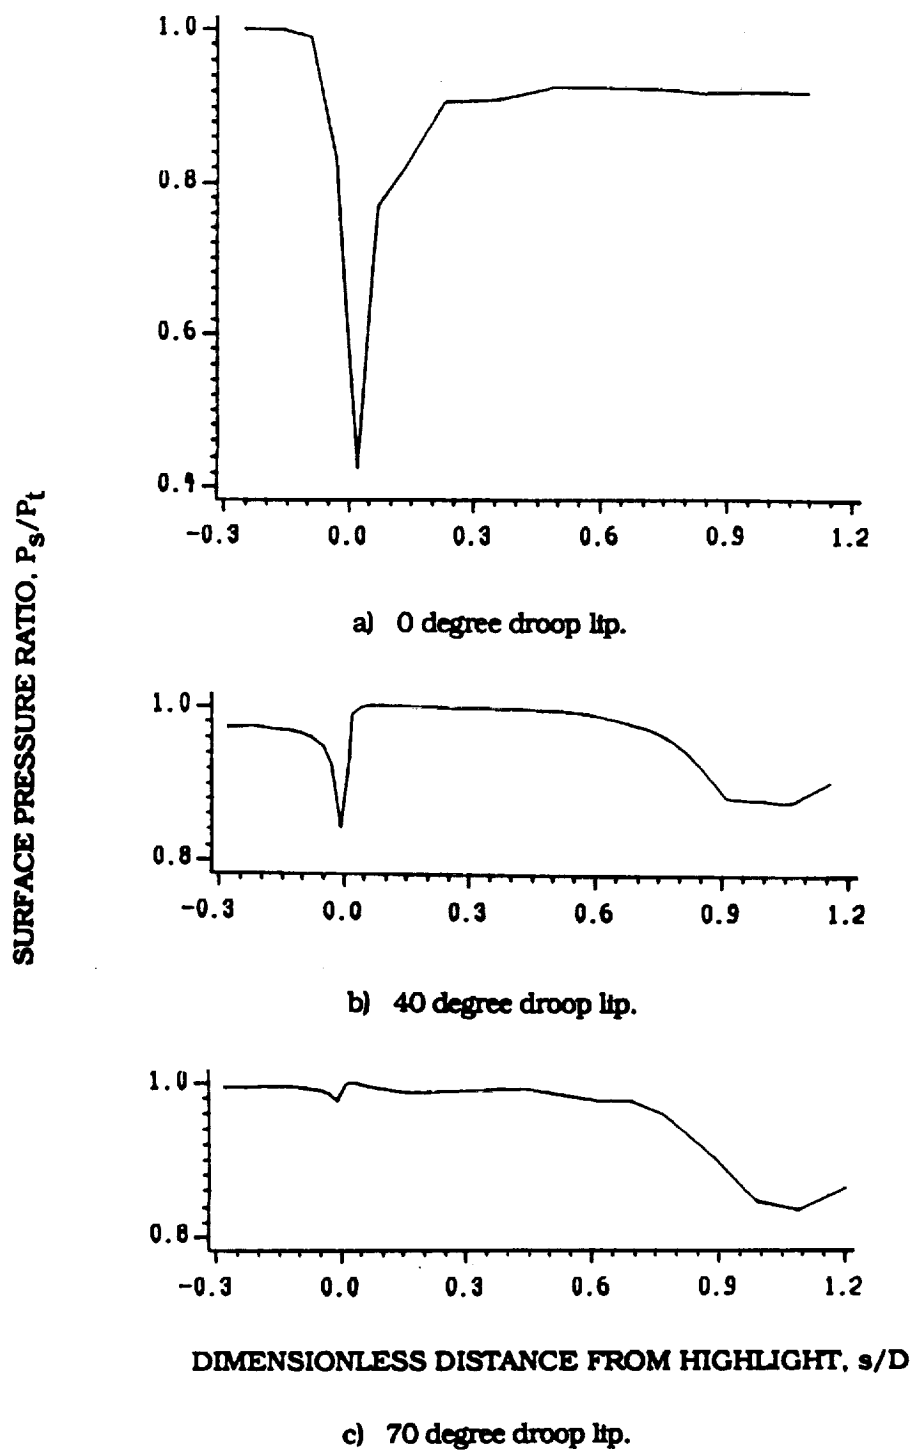 SURFACE PRESSURE RATIO, Ps/Pt
1.0
0.8
0.6
0.4
-0.3 0.0 0.3 0.6 0.9 1.2
a) 0 degree droop lip.
1.0
0.8
-0.3 0.0 0.3 0.6 0.9 1.2
b) 40 degree droop lip.
1.0
0.8
-0.3 0.0 0.3 0.6 0.9 1.2
DIMENSIONLESS DISTANCE FROM HIGHLIGHT, s/D
c) 70 degree droop lip.